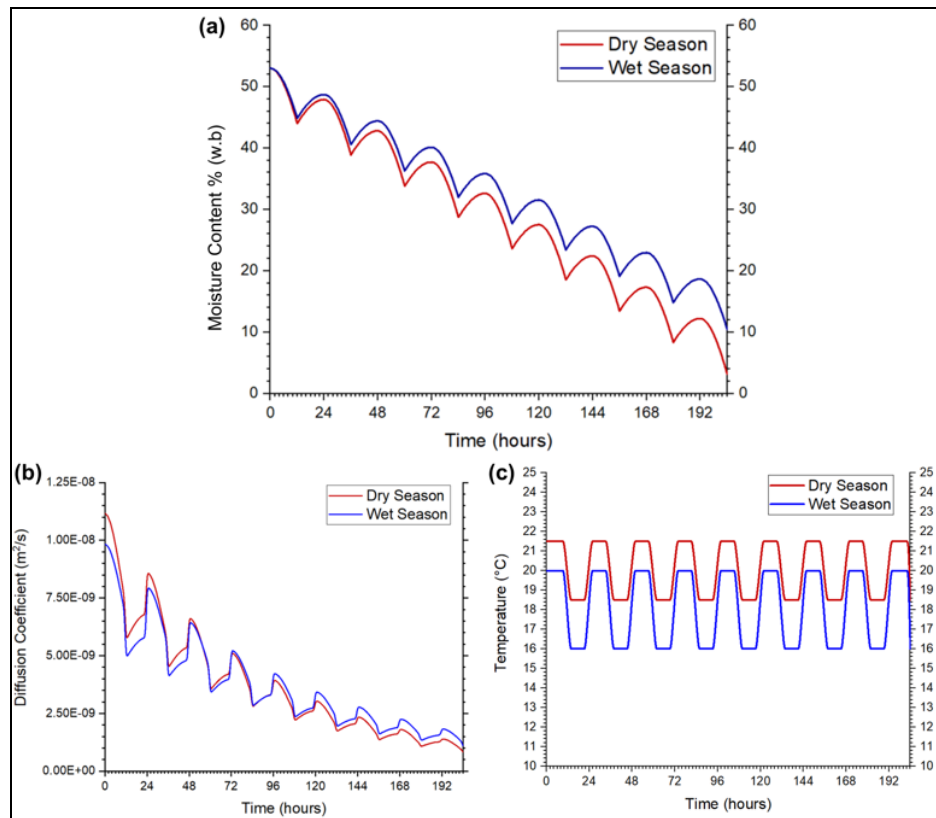 (a)
Dry Season
Wet Season
60
50
40
30
20
10
0
60
50
40
30
20
10
0
Moisture Content % (w.b)
0 24 48 72 96 120 144 168 192
Time (hours)
(b)
Dry Season
Wet Season
1.25E-08
1.00E-08
7.50E-09
5.00E-09
2.50E-09
0.00E+00
Diffusion Coefficient (m²/s)
0 24 48 72 96 120 144 168 192
Time (hours)
(c)
Dry Season
Wet Season
25
24
23
22
21
20
19
18
17
16
15
14
13
12
11
10
25
24
23
22
21
20
19
18
17
16
15
14
13
12
11
10
Temperature (°C)
0 24 48 72 96 120 144 168 192
Time (hours)